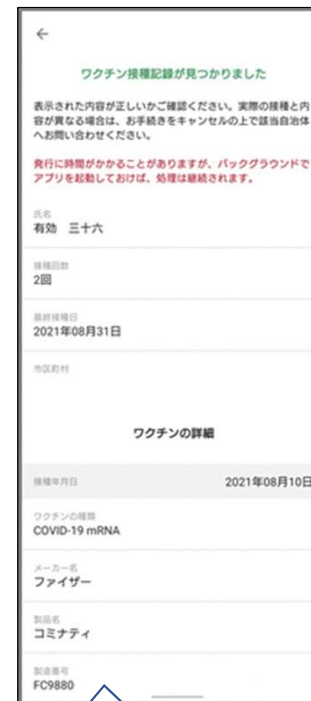 ワクチン接種記録が見つかりました
表示された内容が正しいかご確認ください。実際の接種と内
容が異なる場合は、お手続きをキャンセルの上で該当自治体
へお問い合わせください。
発行に時間がかかることがありますが、バックグラウンドで
アプリを起動しておけば、処理は継続されます。
氏名
有効　三十六
接種回数
2回
最終接種日
2021年08月31日
市区町村
ワクチンの詳細
接種年月日 2021年08月10日
ワクチンの種類
COVID-19 mRNA
メーカー名
ファイザー
製品名
コミナティ
製造番号
FC9880